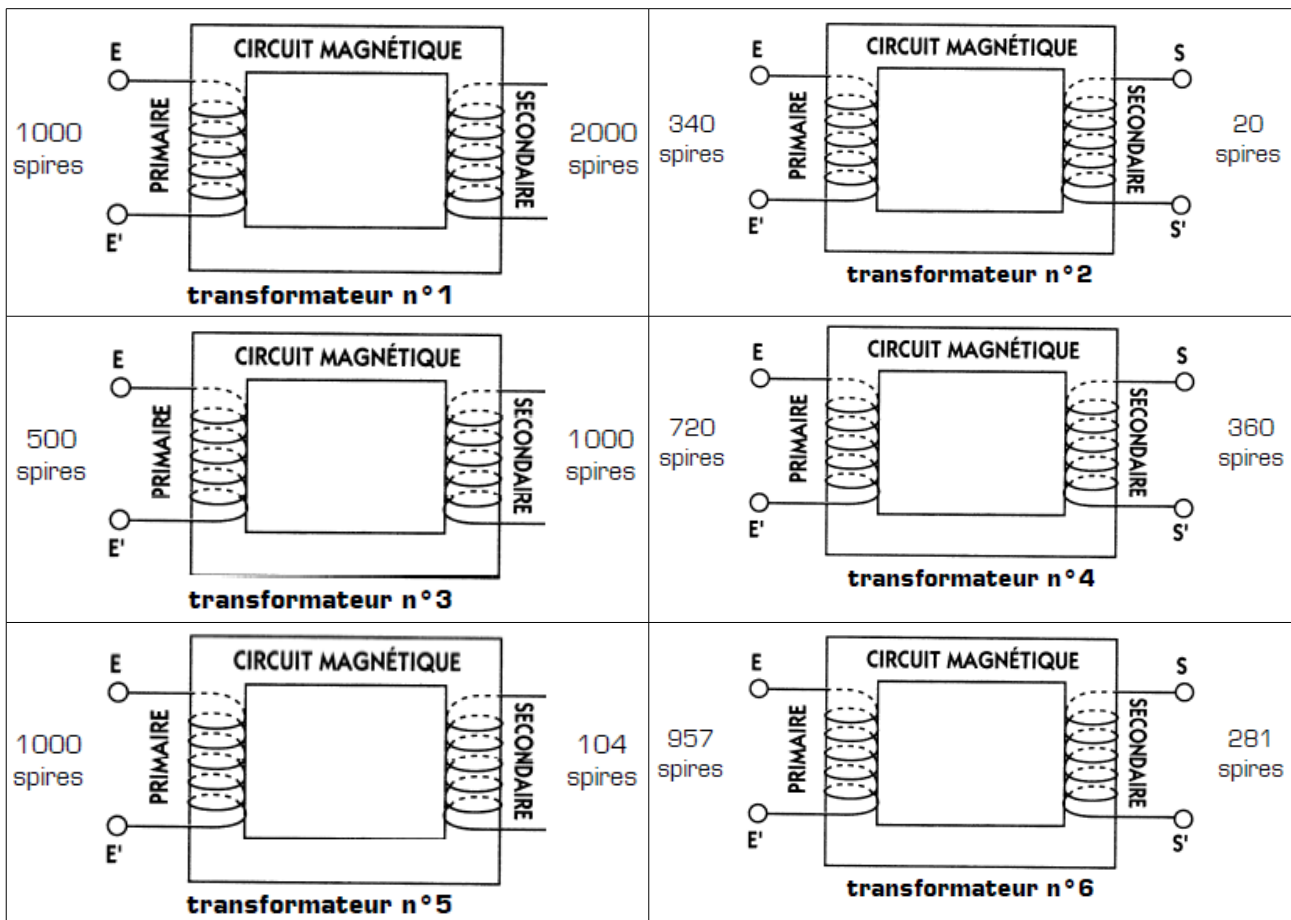 CIRCUIT MAGNÉTIQUE
E
PRIMAIRE
SECONDAIRE
1000
spires
2000
spires
E'
transformateur n°1
CIRCUIT MAGNÉTIQUE
E
S
PRIMAIRE
SECONDAIRE
340
spires
20
spires
E'
S'
transformateur n°2
CIRCUIT MAGNÉTIQUE
E
PRIMAIRE
SECONDAIRE
500
spires
1000
spires
E'
transformateur n°3
CIRCUIT MAGNÉTIQUE
E
S
PRIMAIRE
SECONDAIRE
720
spires
360
spires
E'
S'
transformateur n°4
CIRCUIT MAGNÉTIQUE
E
PRIMAIRE
SECONDAIRE
1000
spires
104
spires
E'
transformateur n°5
CIRCUIT MAGNÉTIQUE
E
S
PRIMAIRE
SECONDAIRE
957
spires
281
spires
E'
S'
transformateur n°6